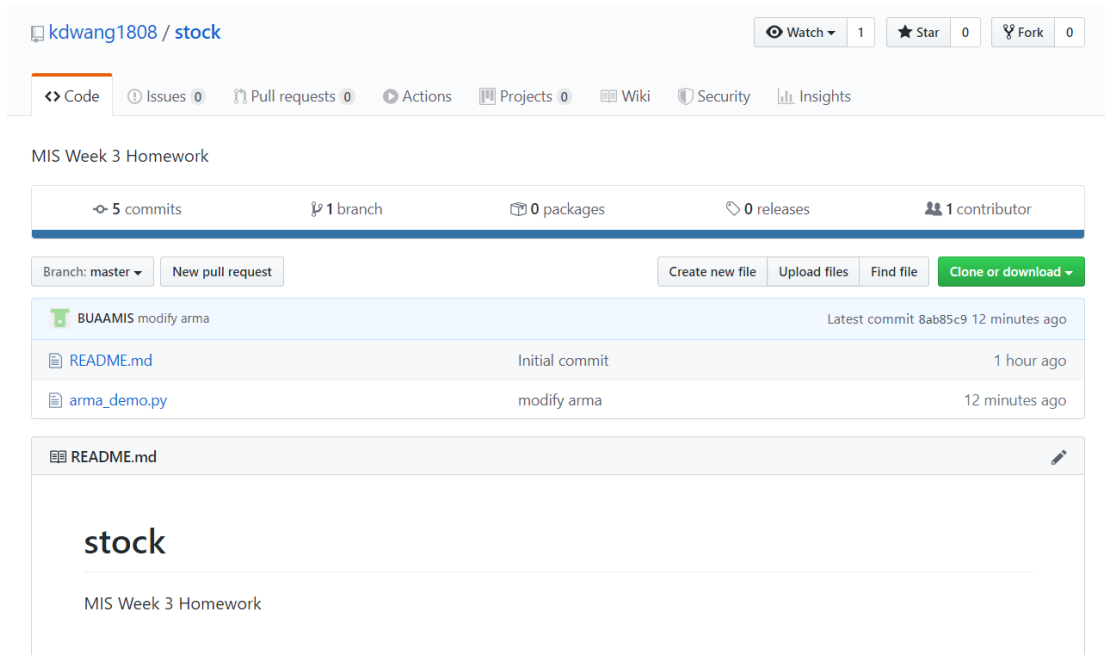 kdwang1808 / stock Watch 1 Star 0 Fork 0
Code Issues 0 Pull requests 0 Actions Projects 0 Wiki Security Insights
MIS Week 3 Homework
5 commits 1 branch 0 packages 0 releases 1 contributor
Branch: master New pull request Create new file Upload files Find file Clone or download
BUAAMIS modify arma Latest commit 8ab85c9 12 minutes ago
README.md Initial commit 1 hour ago
arma_demo.py modify arma 12 minutes ago
README.md
stock
MIS Week 3 Homework